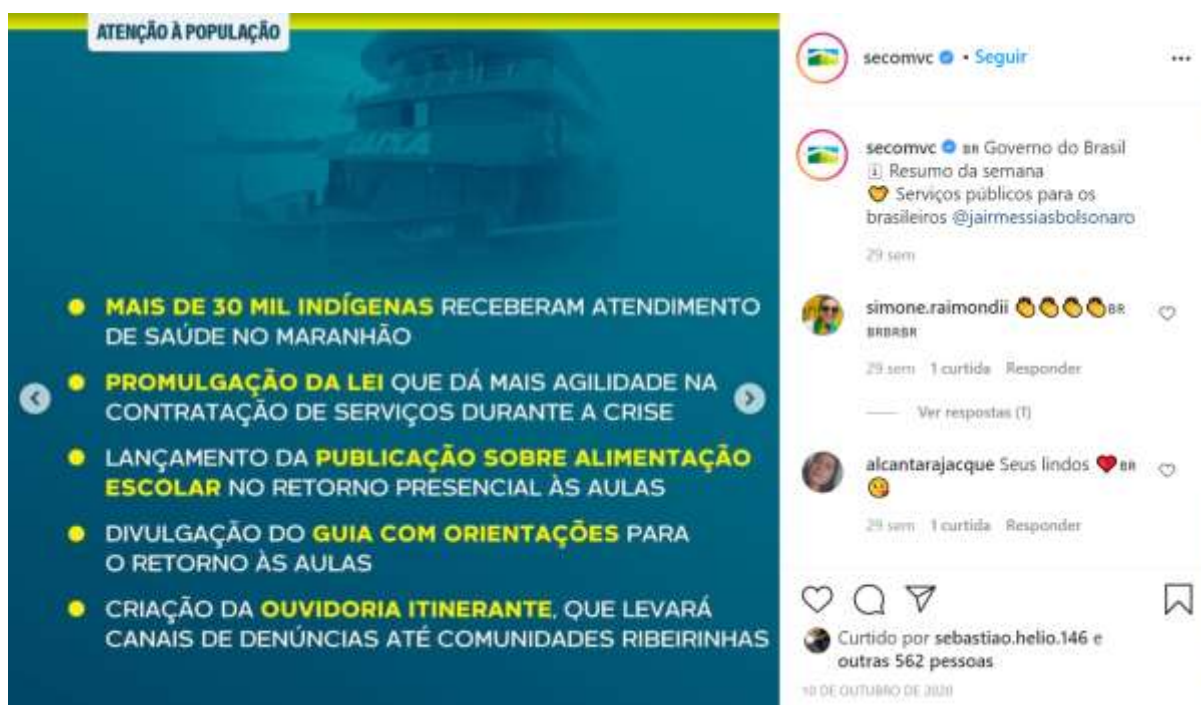 ATENÇÃO À POPULAÇÃO
CAIXA
MAIS DE 30 MIL INDÍGENAS RECEBERAM ATENDIMENTO
DE SAÚDE NO MARANHÃO
PROMULGAÇÃO DA LEI QUE DÁ MAIS AGILIDADE NA
CONTRATAÇÃO DE SERVIÇOS DURANTE A CRISE
LANÇAMENTO DA PUBLICAÇÃO SOBRE ALIMENTAÇÃO
ESCOLAR NO RETORNO PRESENCIAL ÀS AULAS
DIVULGAÇÃO DO GUIA COM ORIENTAÇÕES PARA
O RETORNO ÀS AULAS
CRIAÇÃO DA OUVIDORIA ITINERANTE, QUE LEVARÁ
CANAIS DE DENÚNCIAS ATÉ COMUNIDADES RIBEIRINHAS
secomvc • Seguir
secomvc BR Governo do Brasil
Resumo da semana
Serviços públicos para os
brasileiros @jairmessiasbolsonaro
29 sem
simone.raimondii 👏👏👏👏BR
BRBRBR
29 sem 1 curtida Responder
Ver respostas (1)
alcantarajacque Seus lindos ❤️BR
😘
29 sem 1 curtida Responder
Curtido por sebastiao.helio.146 e
outras 562 pessoas
10 DE OUTUBRO DE 2020